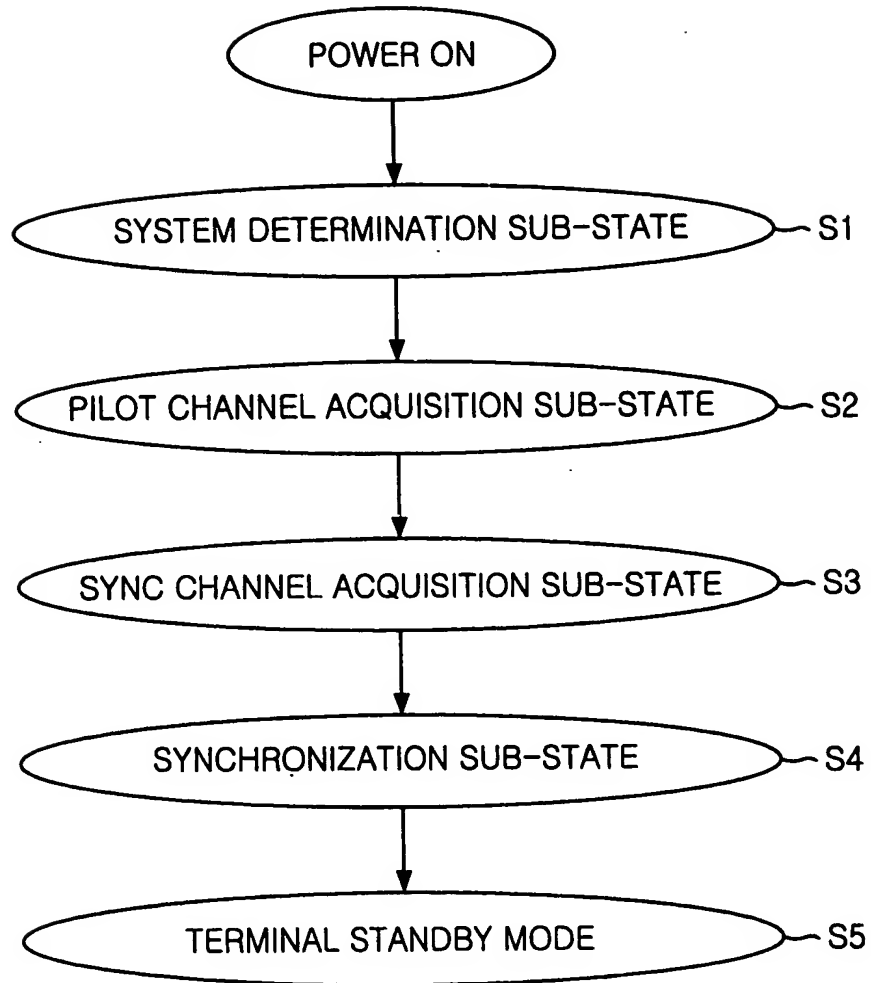 POWER ON
SYSTEM DETERMINATION SUB-STATE S1
PILOT CHANNEL ACQUISITION SUB-STATE S2
SYNC CHANNEL ACQUISITION SUB-STATE S3
SYNCHRONIZATION SUB-STATE S4
TERMINAL STANDBY MODE S5